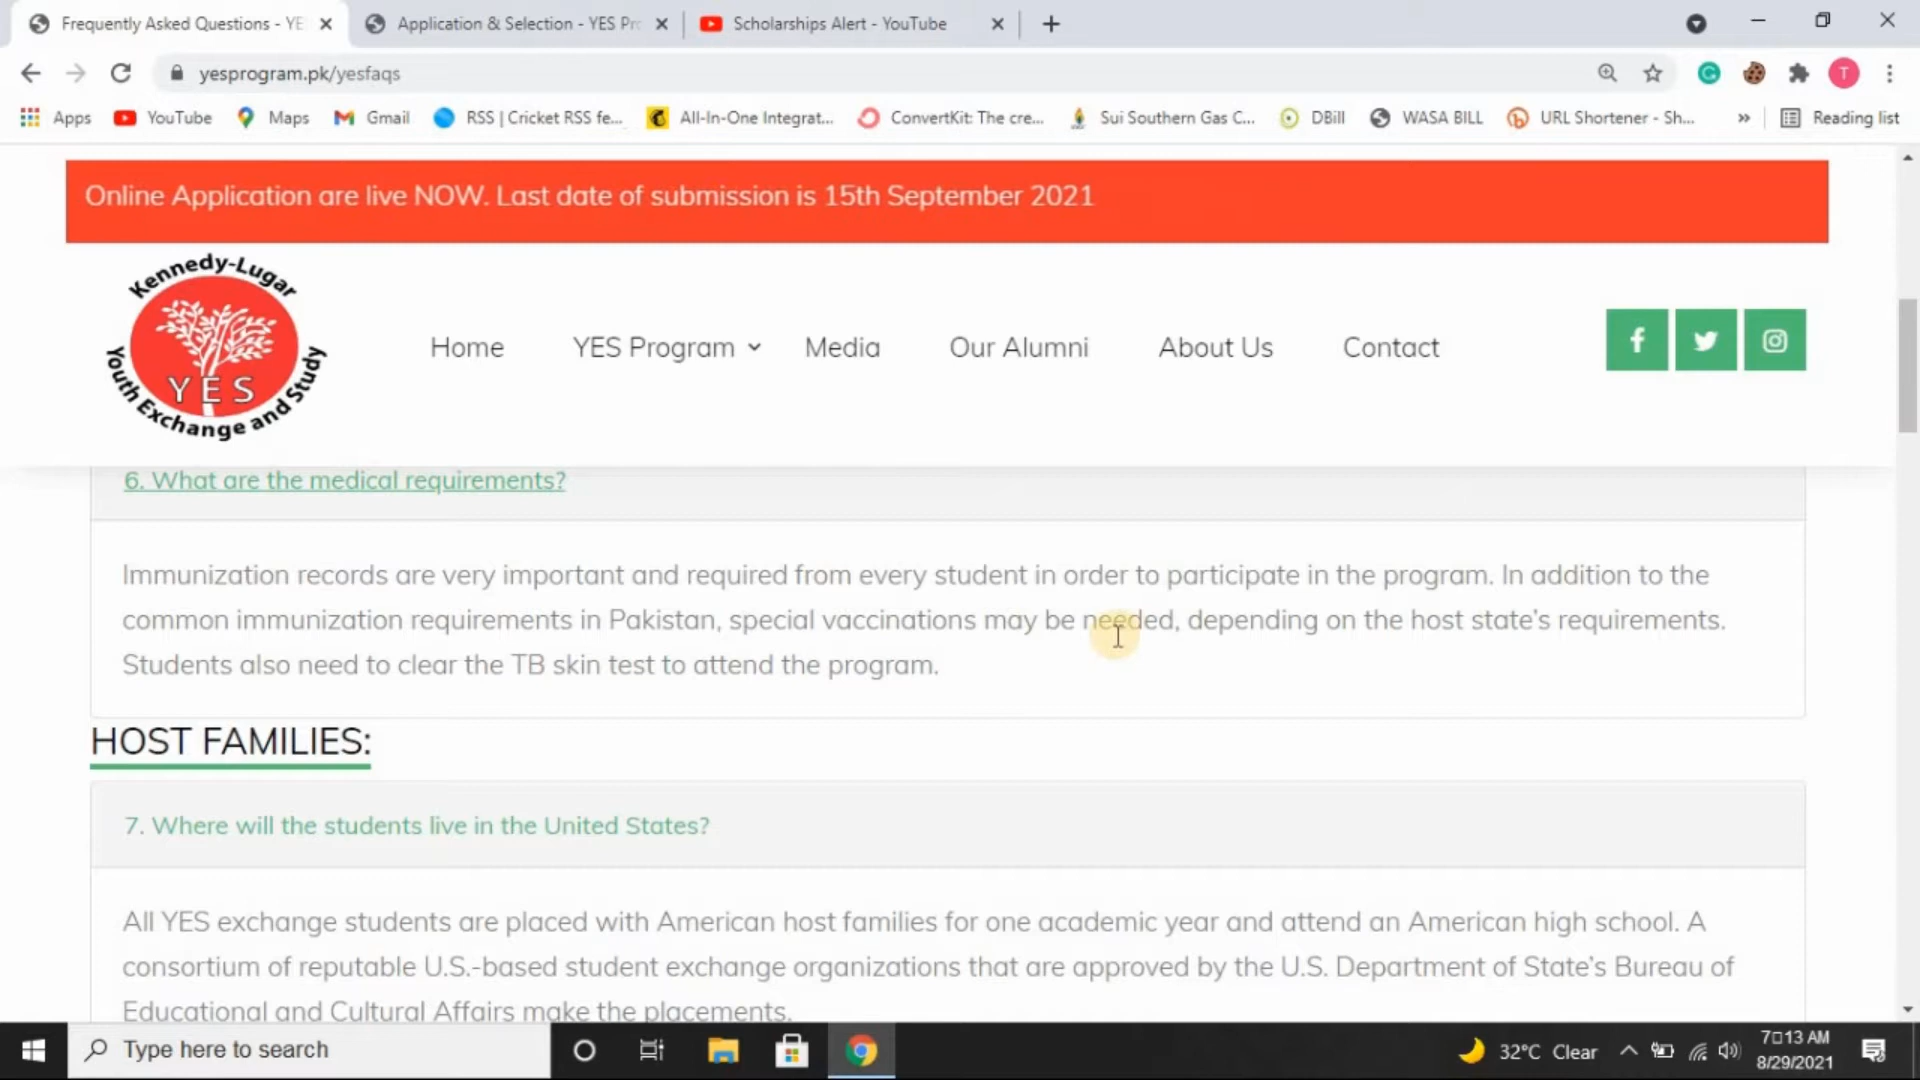 Frequently Asked Questions - YE
Application & Selection - YES Pr
Scholarships Alert - YouTube
yesprogram.pk/yesfaqs
T
Apps
YouTube
Maps
Gmail
RSS | Cricket RSS fe...
All-In-One Integrat...
ConvertKit: The cre...
Sui Southern Gas C...
DBill
WASA BILL
URL Shortener - Sh...
»
Reading list
Online Application are live NOW. Last date of submission is 15th September 2021
Kennedy-Lugar
YES
Youth Exchange and Study
Home
YES Program
Media
Our Alumni
About Us
Contact
6. What are the medical requirements?
Immunization records are very important and required from every student in order to participate in the program. In addition to the
common immunization requirements in Pakistan, special vaccinations may be needed, depending on the host state's requirements.
Students also need to clear the TB skin test to attend the program.
HOST FAMILIES:
7. Where will the students live in the United States?
All YES exchange students are placed with American host families for one academic year and attend an American high school. A
consortium of reputable U.S.-based student exchange organizations that are approved by the U.S. Department of State's Bureau of
Educational and Cultural Affairs make the placements.
Type here to search
32°C Clear
7▯13 AM
8/29/2021